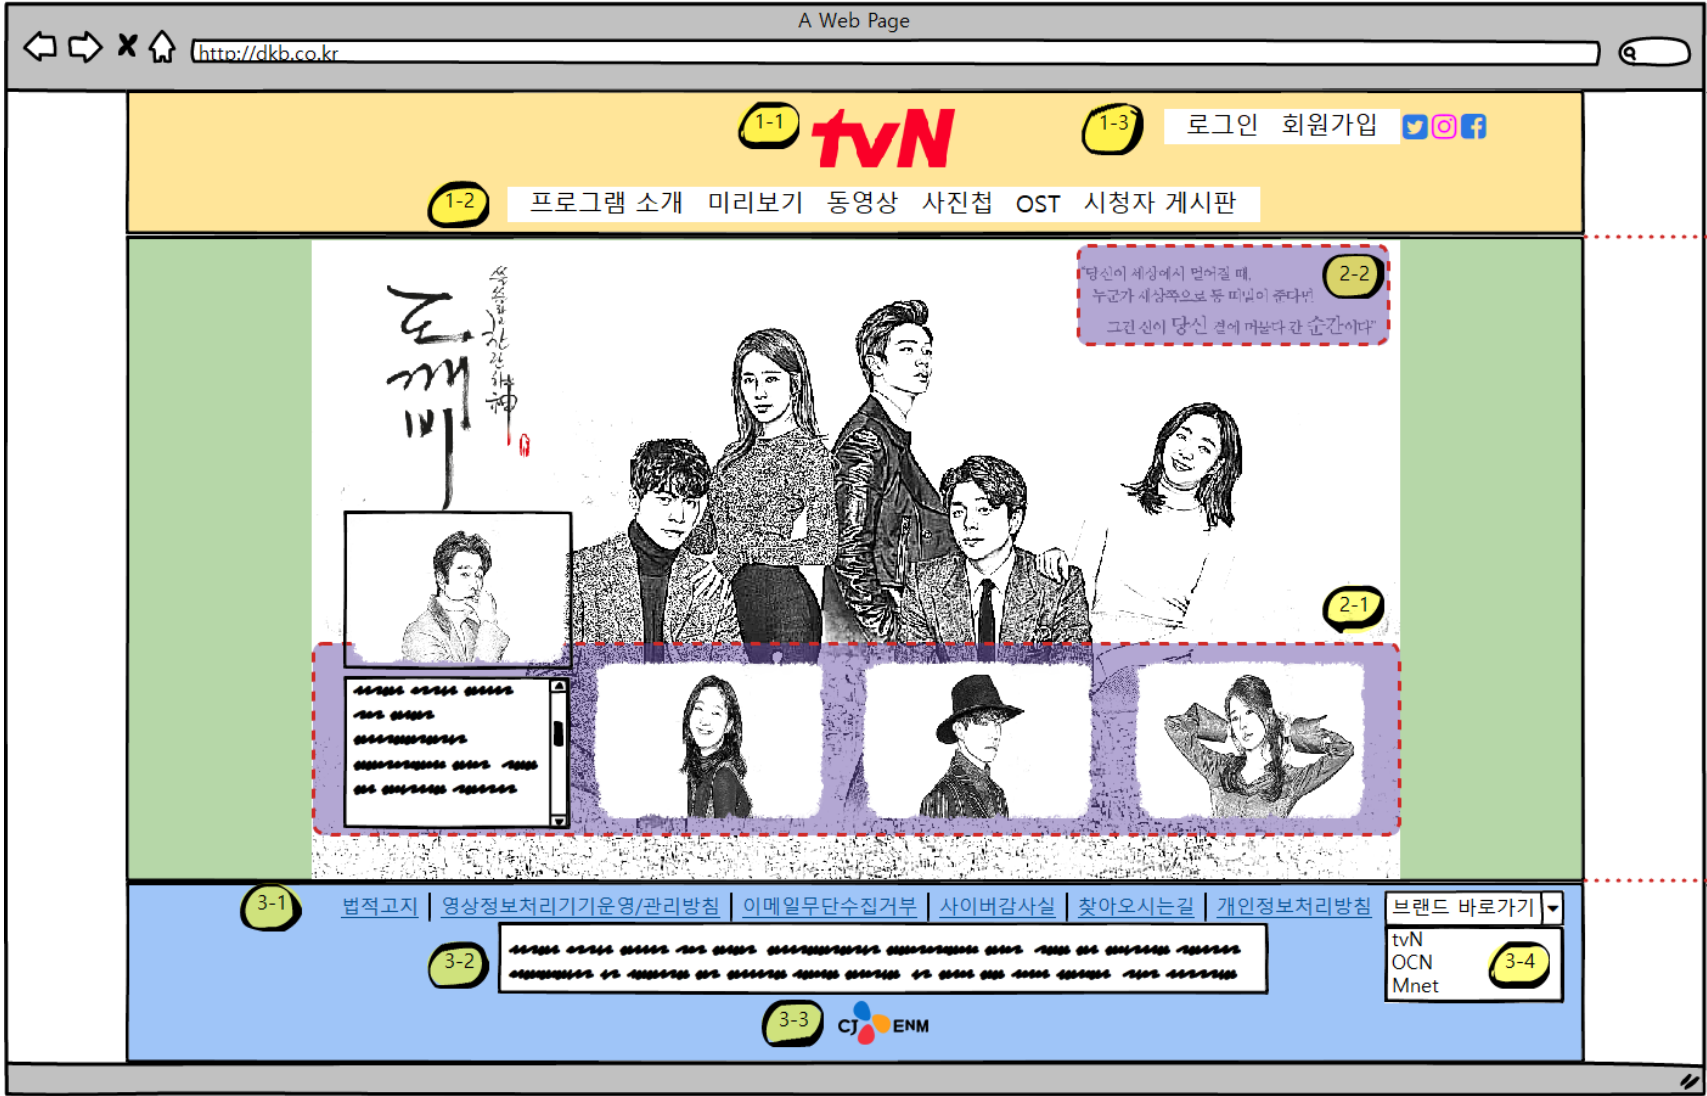 A Web Page
http://dkb.co.kr
1-1
tvN
1-3
로그인 회원가입
1-2
프로그램 소개 미리보기 동영상 사진첩 OST 시청자 게시판
도깨비
쓸쓸하고 찬란하神
2-2
"당신이 세상에서 멀어질 때,
누군가 세상쪽으로 등 떠밀어 준다면
그건 신이 당신 곁에 머물다 간 순간이다"
2-1
3-1
법적고지 영상정보처리기기운영/관리방침 이메일무단수집거부 사이버감사실 찾아오시는길 개인정보처리방침
브랜드 바로가기
tvN
OCN
Mnet
3-4
3-2
3-3
CJ ENM